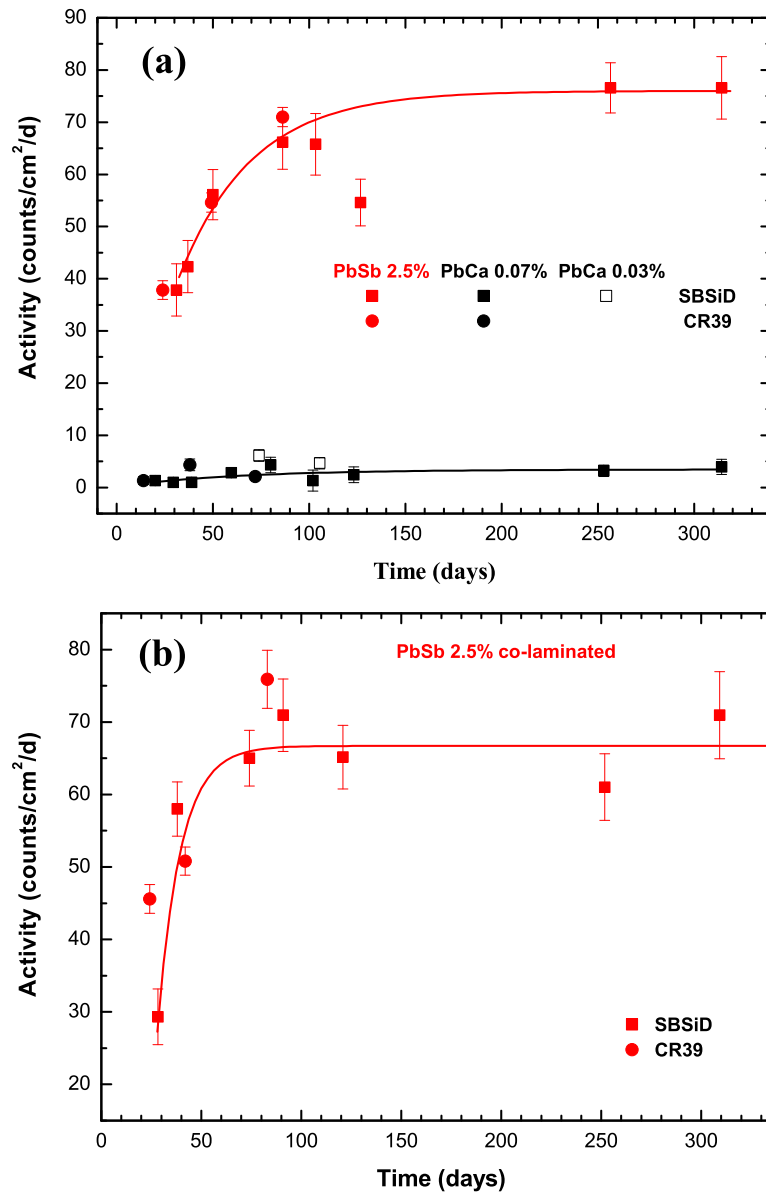 90
80
70
60
50
40
30
20
10
0
Activity (counts/cm²/d)
(a)
PbSb 2.5% PbCa 0.07% PbCa 0.03%
SBSiD
CR39
0 50 100 150 200 250 300
Time (days)
80
70
60
50
40
30
20
Activity (counts/cm²/d)
(b)
PbSb 2.5% co-laminated
SBSiD
CR39
0 50 100 150 200 250 300
Time (days)